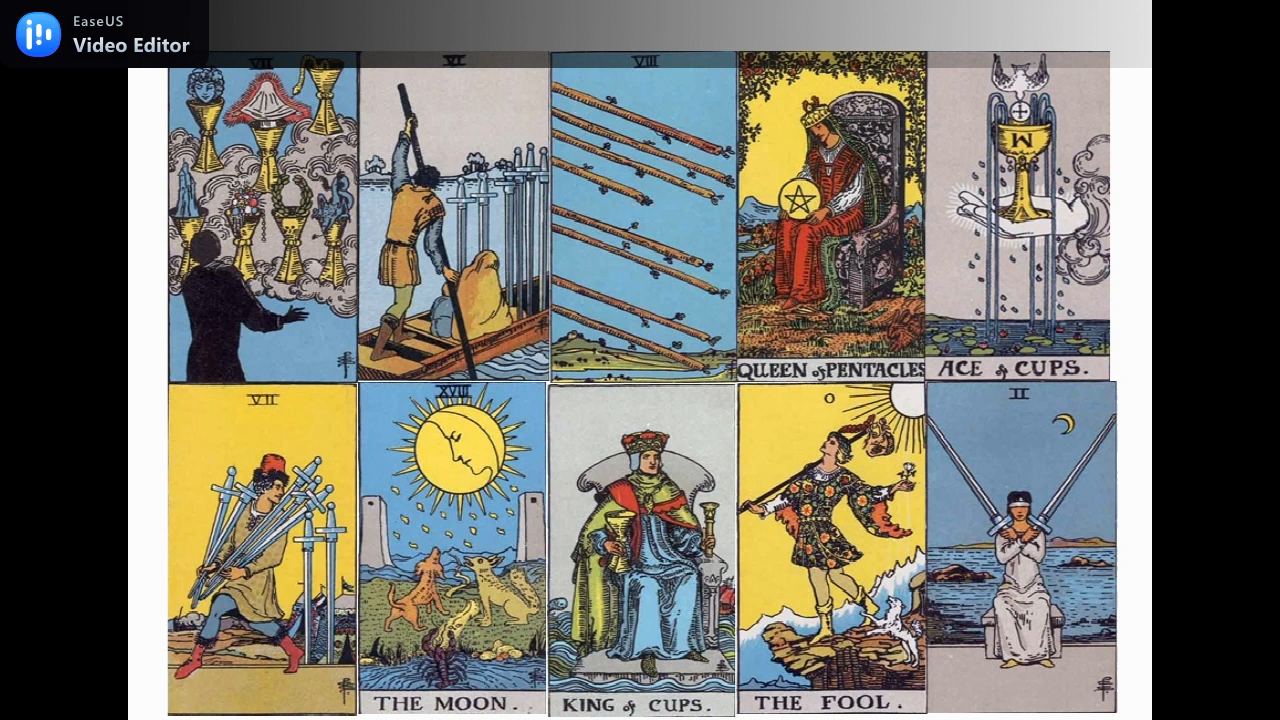 EaseUS
Video Editor
VII
VI
VIII
QUEEN of PENTACLES
ACE of CUPS.
VII
XVIII
0
II
THE MOON.
KING of CUPS.
THE FOOL.